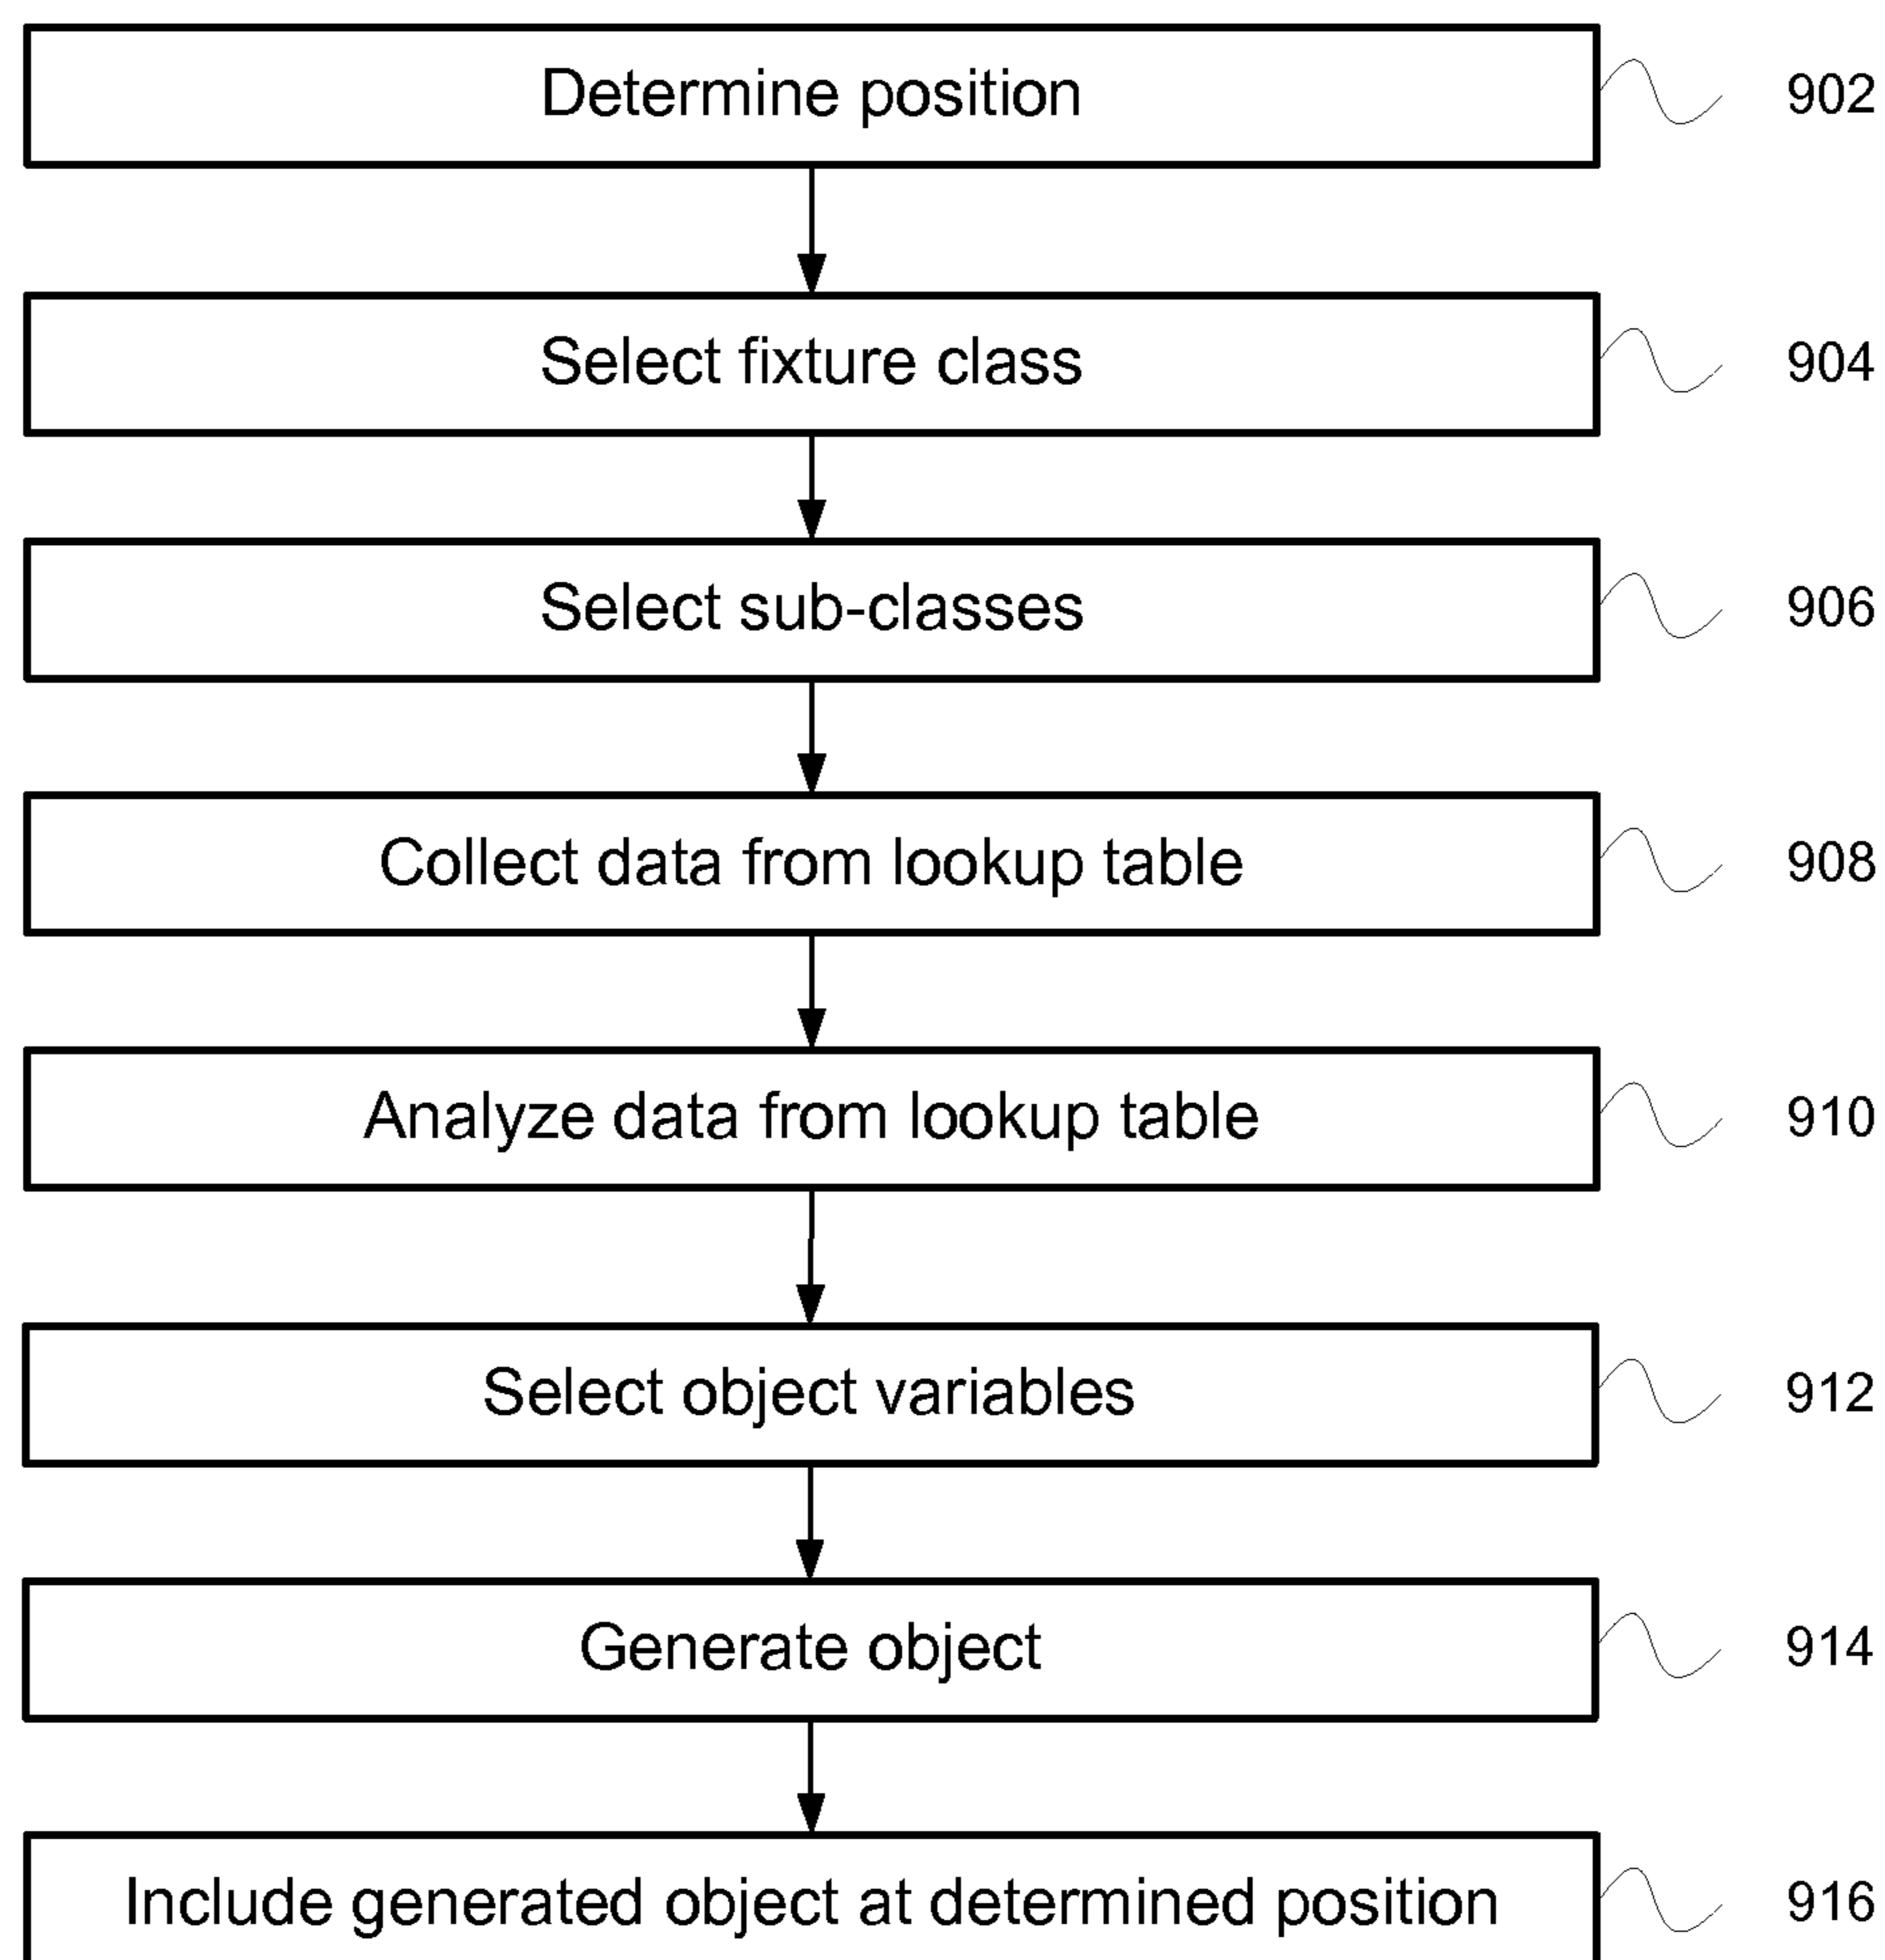 Determine position 902
Select fixture class 904
Select sub-classes 906
Collect data from lookup table 908
Analyze data from lookup table 910
Select object variables 912
Generate object 914
Include generated object at determined position 916